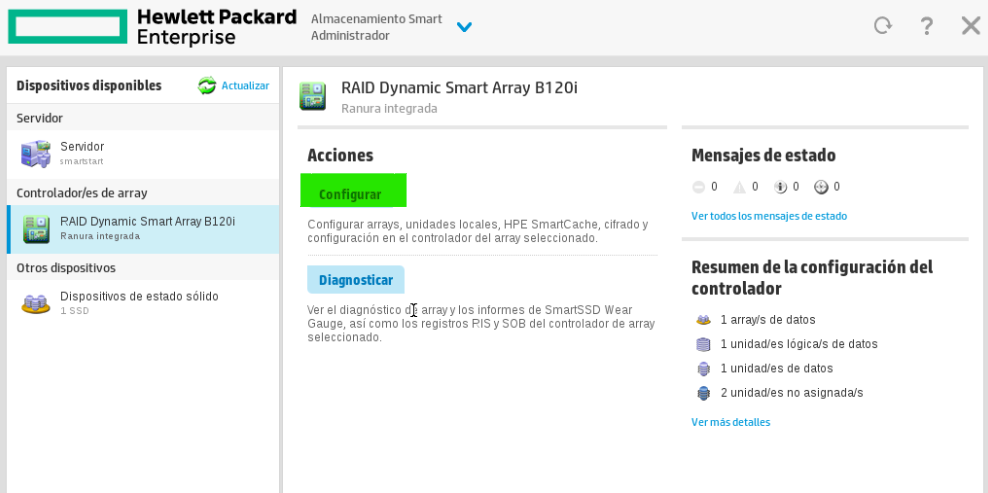 Hewlett Packard
Enterprise
Almacenamiento Smart
Administrador
?
Dispositivos disponibles
Actualizar
Servidor
Servidor
smartstart
Controlador/es de array
RAID Dynamic Smart Array B120i
Ranura integrada
Otros dispositivos
Dispositivos de estado sólido
1 SSD
RAID Dynamic Smart Array B120i
Ranura integrada
Acciones
Configurar
Configurar arrays, unidades locales, HPE SmartCache, cifrado y
configuración en el controlador del array seleccionado.
Diagnosticar
Ver el diagnóstico de array y los informes de SmartSSD Wear
Gauge, así como los registros PIS y SOB del controlador de array
seleccionado.
Mensajes de estado
0 0 0 0
Ver todos los mensajes de estado
Resumen de la configuración del
controlador
1 array/s de datos
1 unidad/es lógica/s de datos
1 unidad/es de datos
2 unidad/es no asignada/s
Ver más detalles